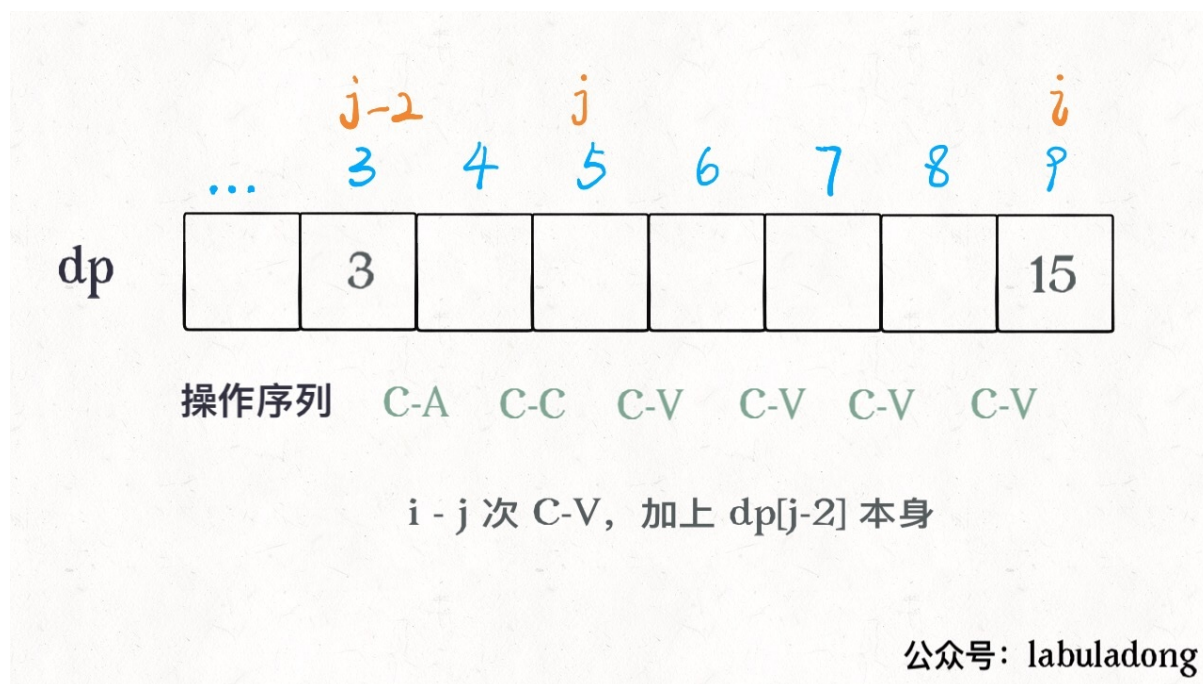 j-2 j i
... 3 4 5 6 7 8 9
dp 3 15
操作序列 C-A C-C C-V C-V C-V C-V
i - j 次 C-V，加上 dp[j-2] 本身
公众号：labuladong